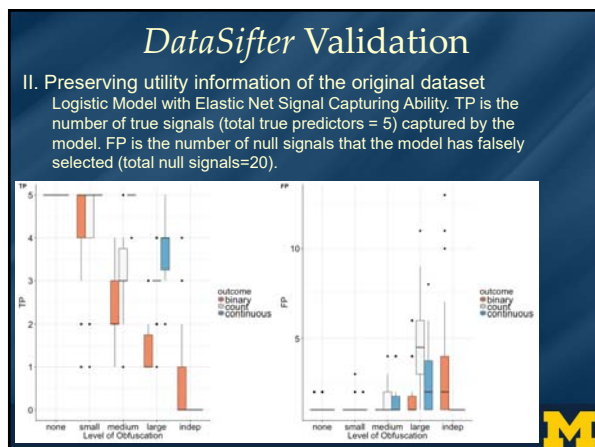 DataSifter Validation
II. Preserving utility information of the original dataset
Logistic Model with Elastic Net Signal Capturing Ability. TP is the
number of true signals (total true predictors = 5) captured by the
model. FP is the number of null signals that the model has falsely
selected (total null signals=20).
TP
5
4
3
2
1
0
TP
none small medium large indep
Level of Obfuscation
outcome
binary
count
continuous
FP
10
5
FP
none small medium large indep
Level of Obfuscation
outcome
binary
count
continuous
M